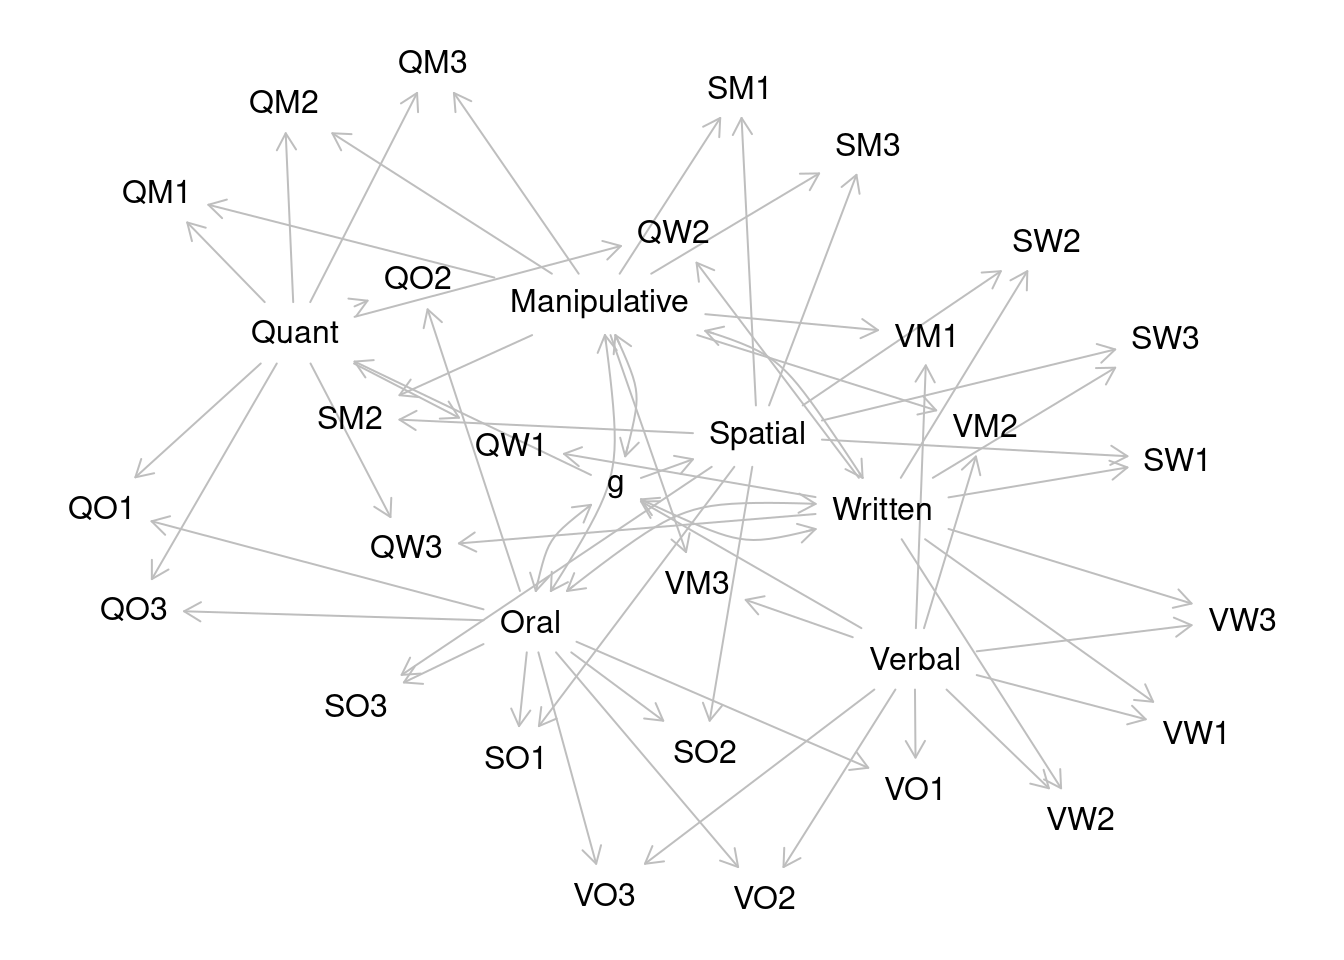 QM3
SM1
QM2
SM3
QM1
QW2
SW2
QO2
Manipulative
Quant
VM1
SW3
SM2
VM2
Spatial
QW1
SW1
g
QO1
Written
QW3
VM3
QO3
VW3
Oral
Verbal
SO3
VW1
SO2
SO1
VO1
VW2
VO3
VO2